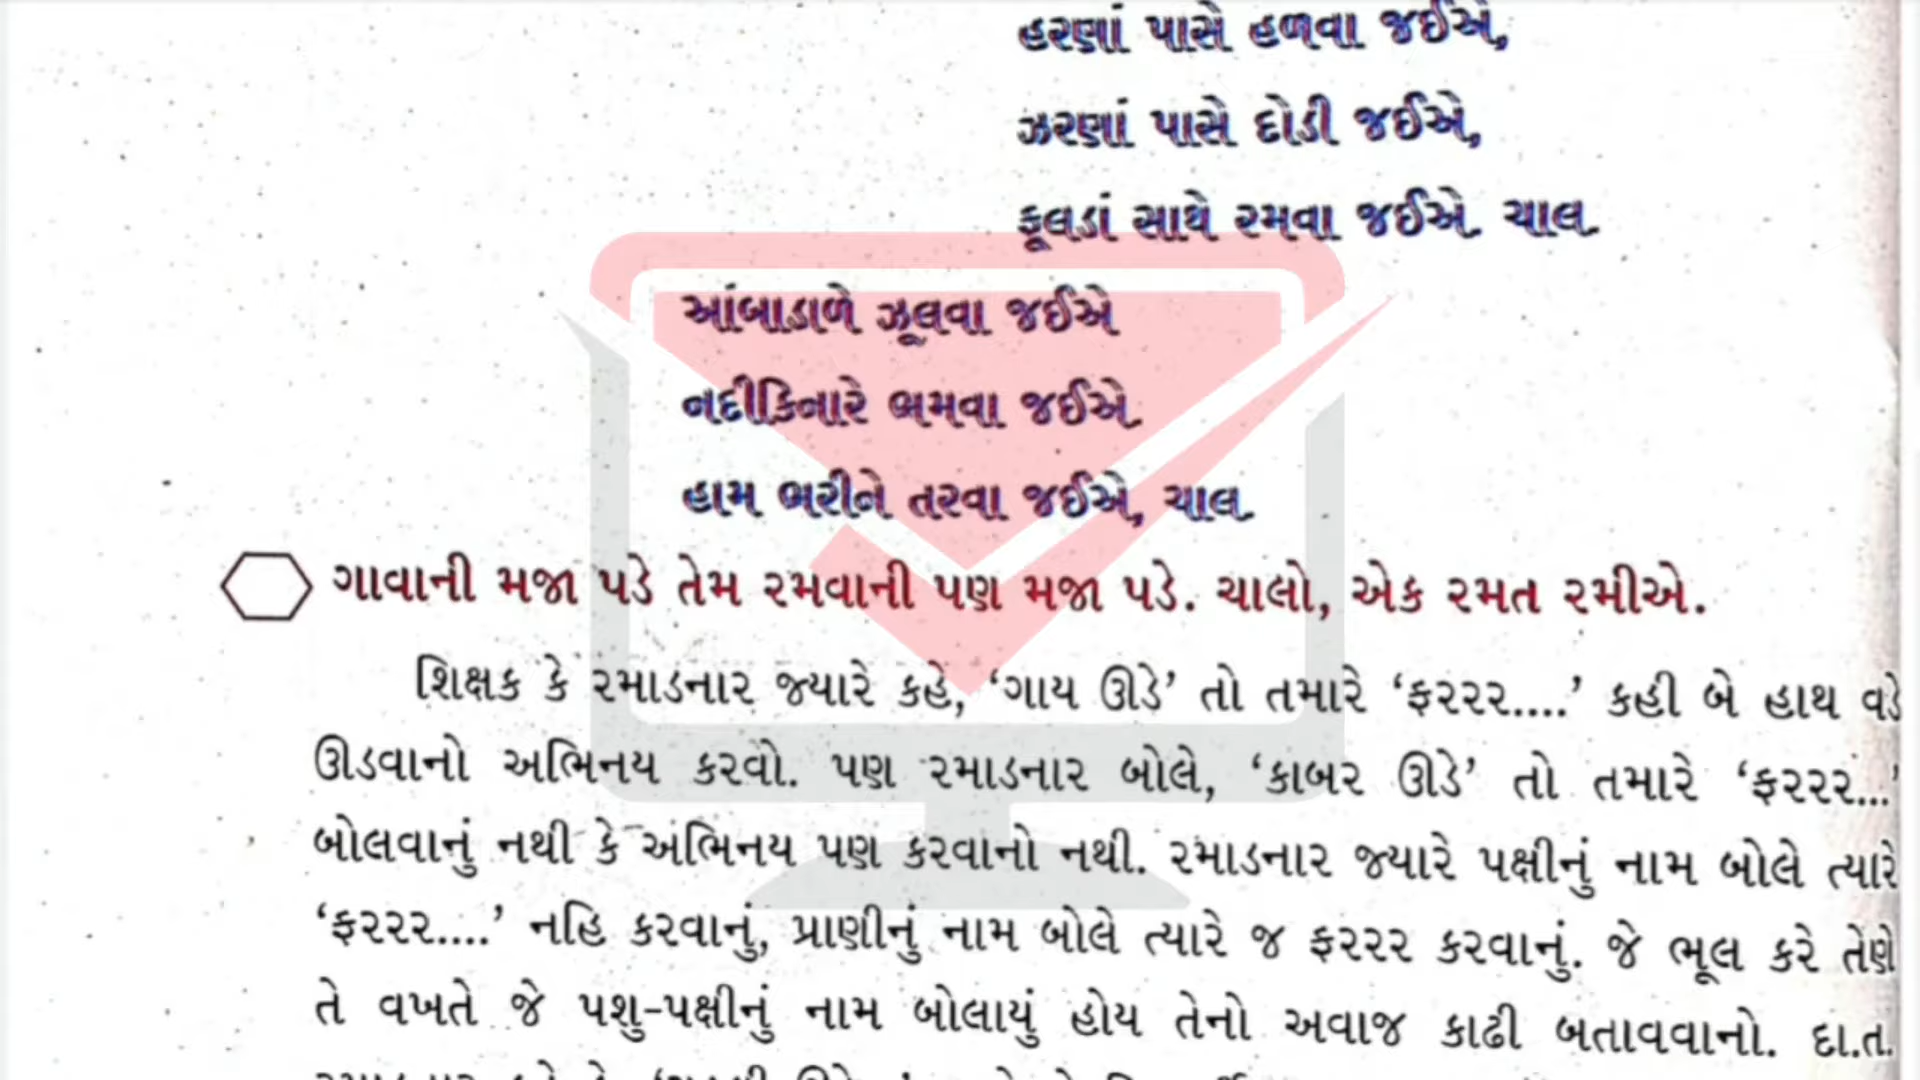 હરણાં પાસે હળવા જઈએ,
ઝરણાં પાસે દોડી જઈએ,
ફૂલડાં સાથે રમવા જઈએ. ચાલ.
આંબાડાળે ઝૂલવા જઈએ
નદીકિનારે ભમવા જઈએ.
હામ ભરીને તરવા જઈએ, ચાલ.
ગાવાની મજા પડે તેમ રમવાની પણ મજા પડે. ચાલો, એક રમત રમીએ.
શિક્ષક કે રમાડનાર જ્યારે કહે, ‘ગાય ઊડે’ તો તમારે ‘ફરરર....’ કહી બે હાથ વડે
ઊડવાનો અભિનય કરવો. પણ રમાડનાર બોલે, ‘કાબર ઊડે’ તો તમારે ‘ફરરર...’
બોલવાનું નથી કે અભિનય પણ કરવાનો નથી. રમાડનાર જ્યારે પક્ષીનું નામ બોલે ત્યારે
‘ફરરર....’ નહિ કરવાનું, પ્રાણીનું નામ બોલે ત્યારે જ ફરરર કરવાનું. જે ભૂલ કરે તેણે
તે વખતે જે પશુ-પક્ષીનું નામ બોલાયું હોય તેનો અવાજ કાઢી બતાવવાનો. દા.ત.